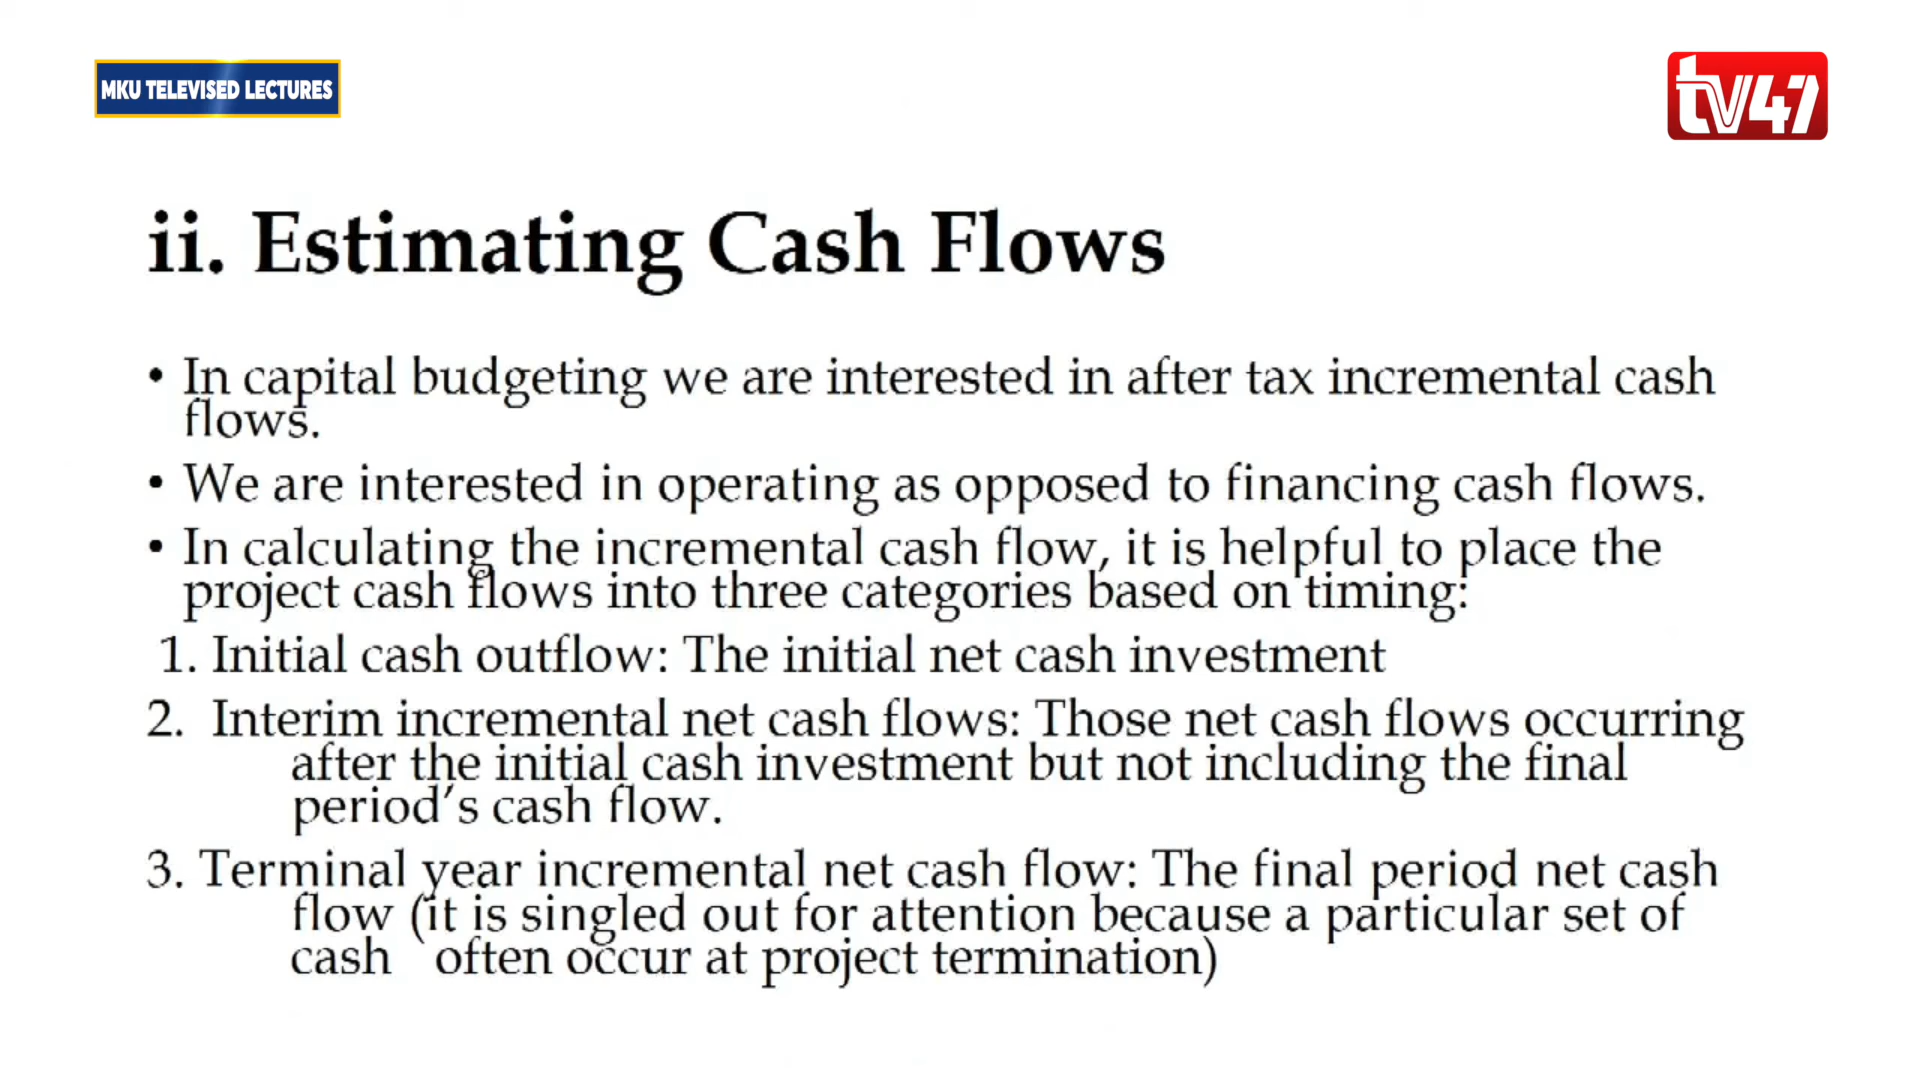 MKU TELEVISED LECTURES
tv47
ii. Estimating Cash Flows
• In capital budgeting we are interested in after tax incremental cash
flows.
• We are interested in operating as opposed to financing cash flows.
• In calculating the incremental cash flow, it is helpful to place the
project cash flows into three categories based on timing:
1. Initial cash outflow: The initial net cash investment
2. Interim incremental net cash flows: Those net cash flows occurring
after the initial cash investment but not including the final
period’s cash flow.
3. Terminal year incremental net cash flow: The final period net cash
flow (it is singled out for attention because a particular set of
cash often occur at project termination)